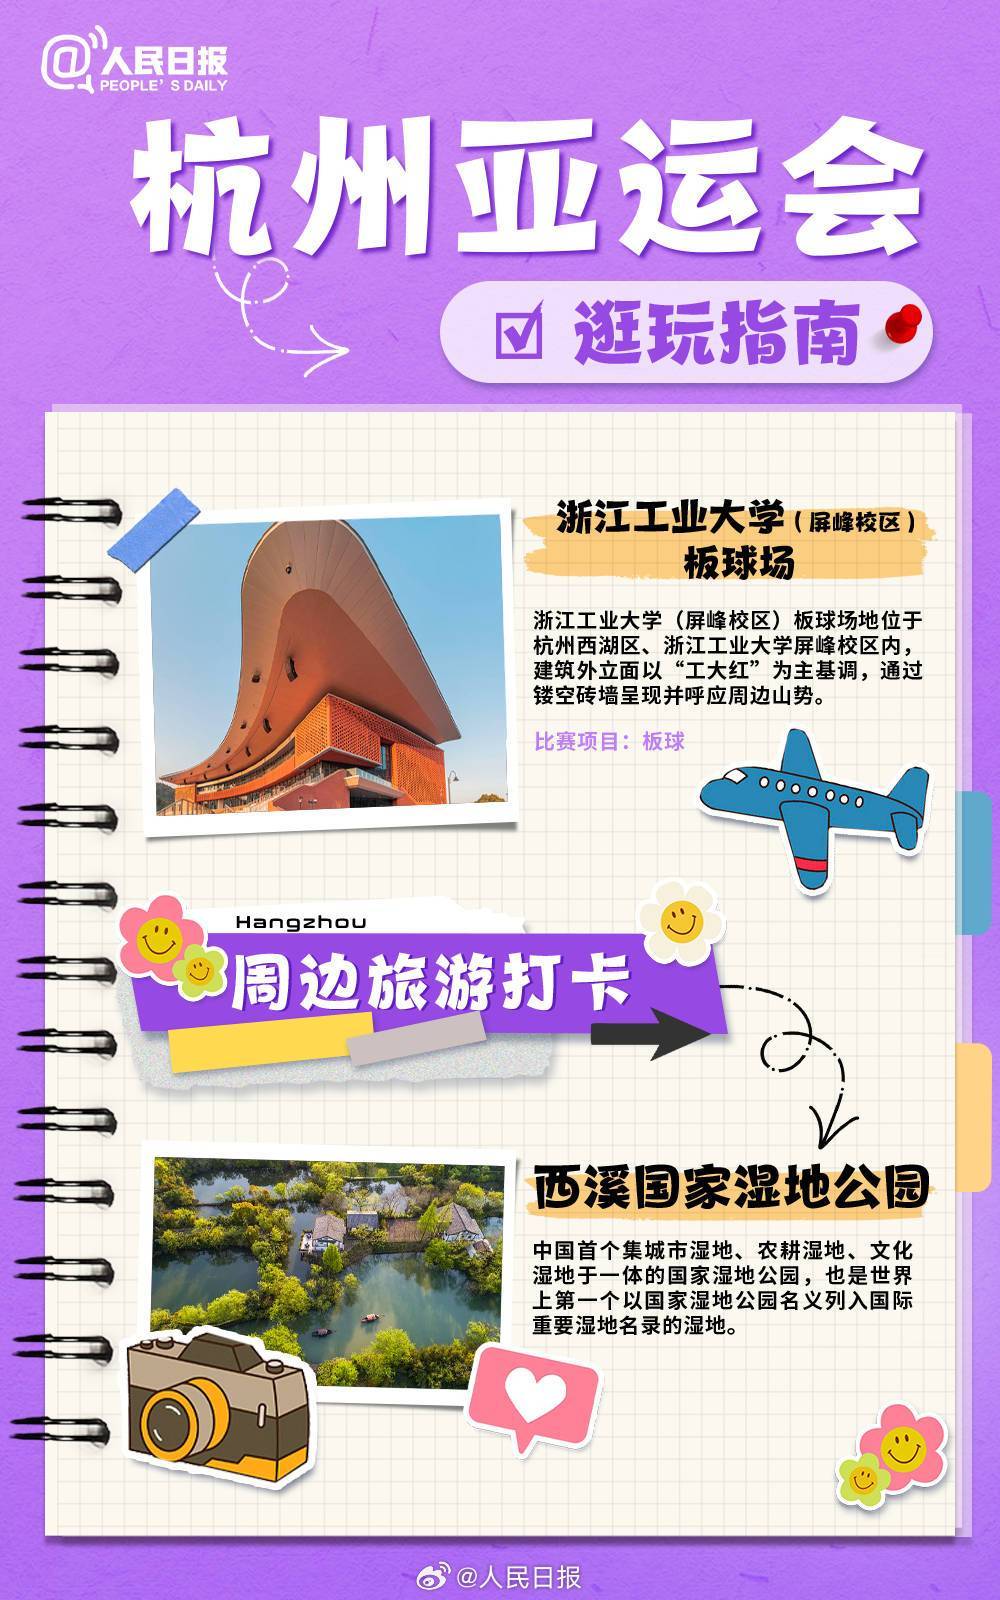 @人民日报
PEOPLE'S DAILY
杭州亚运会
逛玩指南
浙江工业大学（屏峰校区）
板球场
浙江工业大学（屏峰校区）板球场地位于
杭州西湖区、浙江工业大学屏峰校区内，
建筑外立面以“工大红”为主基调，通过
镂空砖墙呈现并呼应周边山势。
比赛项目：板球
Hangzhou
周边旅游打卡
西溪国家湿地公园
中国首个集城市湿地、农耕湿地、文化
湿地于一体的国家湿地公园，也是世界
上第一个以国家湿地公园名义列入国际
重要湿地名录的湿地。
@人民日报